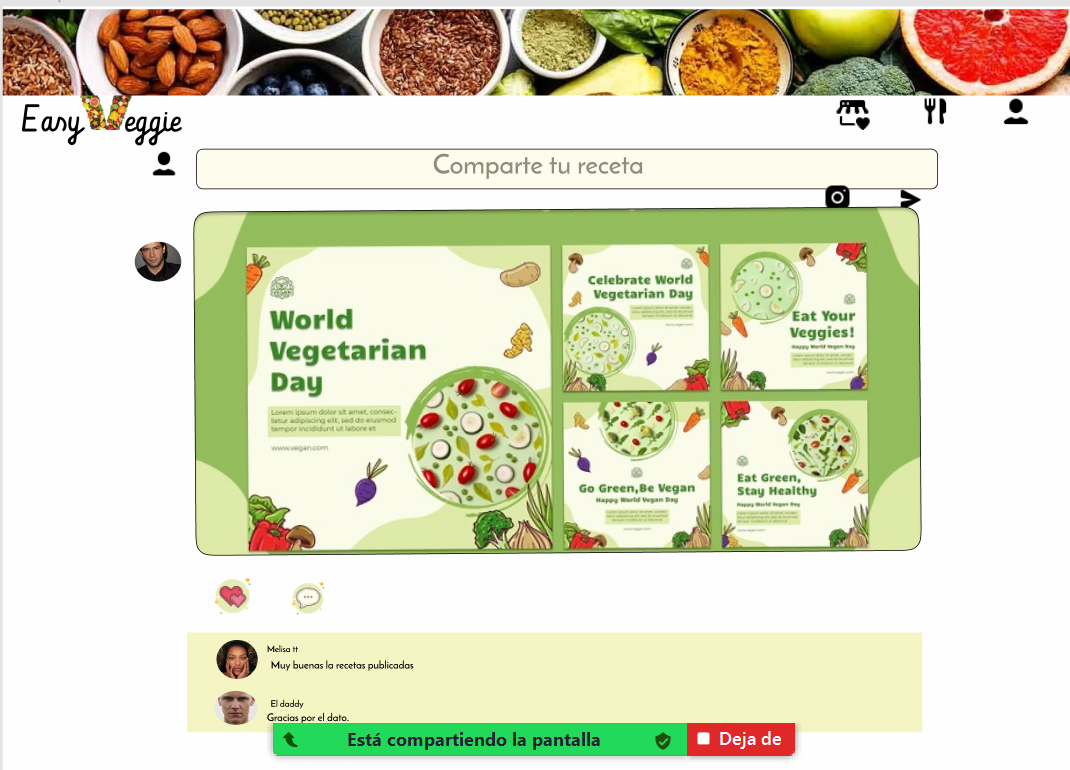 Easy Veggie
Comparte tu receta
World
Vegetarian
Day
Lorem ipsum dolor sit amet, consec-
tetur adipiscing elit, sed do eiusmod
tempor incididunt ut labore et
www.vegan.com
Celebrate World
Vegetarian Day
Eat Your
Veggies!
Happy World Vegan Day
Go Green,Be Vegan
Happy World Vegan Day
Eat Green,
Stay Healthy
Happy World Vegan Day
Melisa tt
Muy buenas la recetas publicadas
El daddy
Gracias por el dato.
Está compartiendo la pantalla
Deja de